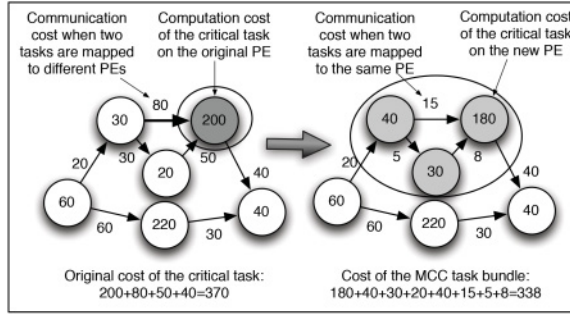 Communication
cost when two
tasks are mapped
to different PEs
Computation cost
of the critical task
on the original PE
80
30
200
20
30
50
20
40
60
60
220
30
40
Original cost of the critical task:
200+80+50+40=370
Communication
cost when two
tasks are mapped
to the same PE
Computation cost
of the critical task
on the new PE
15
40
180
20
5
8
30
40
60
60
220
30
40
Cost of the MCC task bundle:
180+40+30+20+40+15+5+8=338